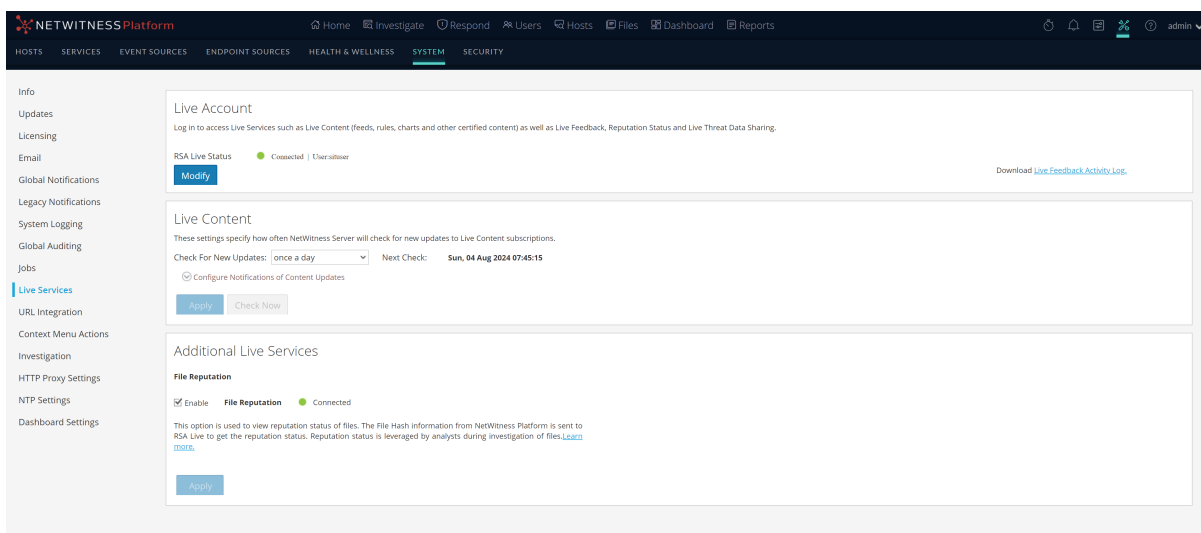 NETWITNESS Platform
Home Investigate Respond Users Hosts Files Dashboard Reports
admin
HOSTS SERVICES EVENT SOURCES ENDPOINT SOURCES HEALTH & WELLNESS SYSTEM SECURITY
Info
Updates
Licensing
Email
Global Notifications
Legacy Notifications
System Logging
Global Auditing
Jobs
Live Services
URL Integration
Context Menu Actions
Investigation
HTTP Proxy Settings
NTP Settings
Dashboard Settings
Live Account
Log in to access Live Services such as Live Content (feeds, rules, charts and other certified content) as well as Live Feedback, Reputation Status and Live Threat Data Sharing.
RSA Live Status Connected | User:situser
Modify
Download Live Feedback Activity Log.
Live Content
These settings specify how often NetWitness Server will check for new updates to Live Content subscriptions.
Check For New Updates: once a day Next Check: Sun, 04 Aug 2024 07:45:15
Configure Notifications of Content Updates
Apply Check Now
Additional Live Services
File Reputation
Enable File Reputation Connected
This option is used to view reputation status of files. The File Hash information from NetWitness Platform is sent to
RSA Live to get the reputation status. Reputation status is leveraged by analysts during investigation of files.Learn
more.
Apply